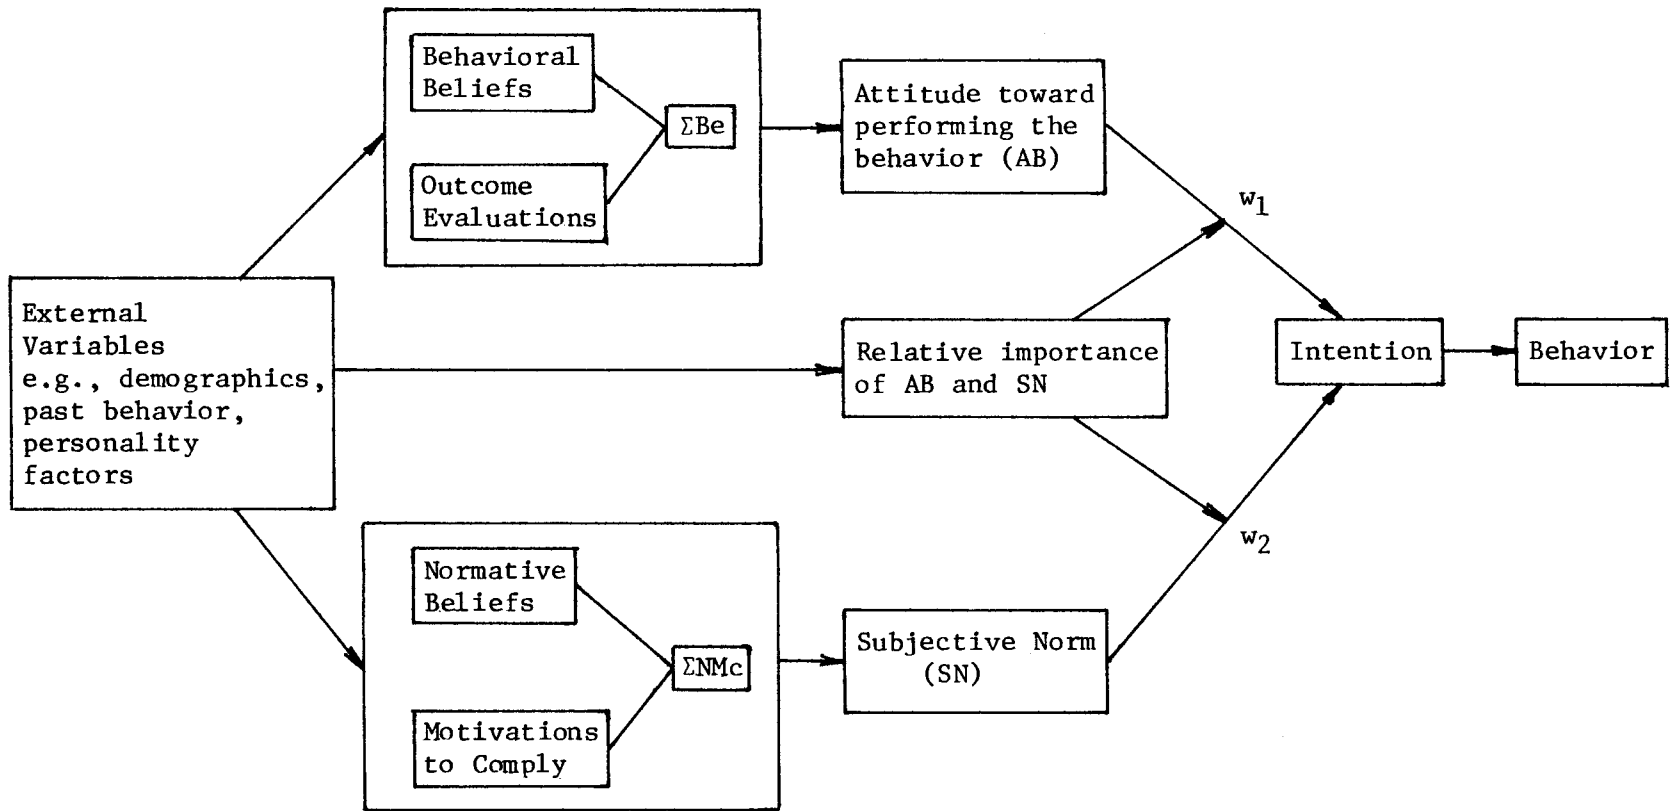 Behavioral
Beliefs
ΣBe
Outcome
Evaluations
Attitude toward
performing the
behavior (AB)
w1
External
Variables
e.g., demographics,
past behavior,
personality
factors
Relative importance
of AB and SN
Intention
Behavior
w2
Normative
Beliefs
ΣNMc
Motivations
to Comply
Subjective Norm
(SN)